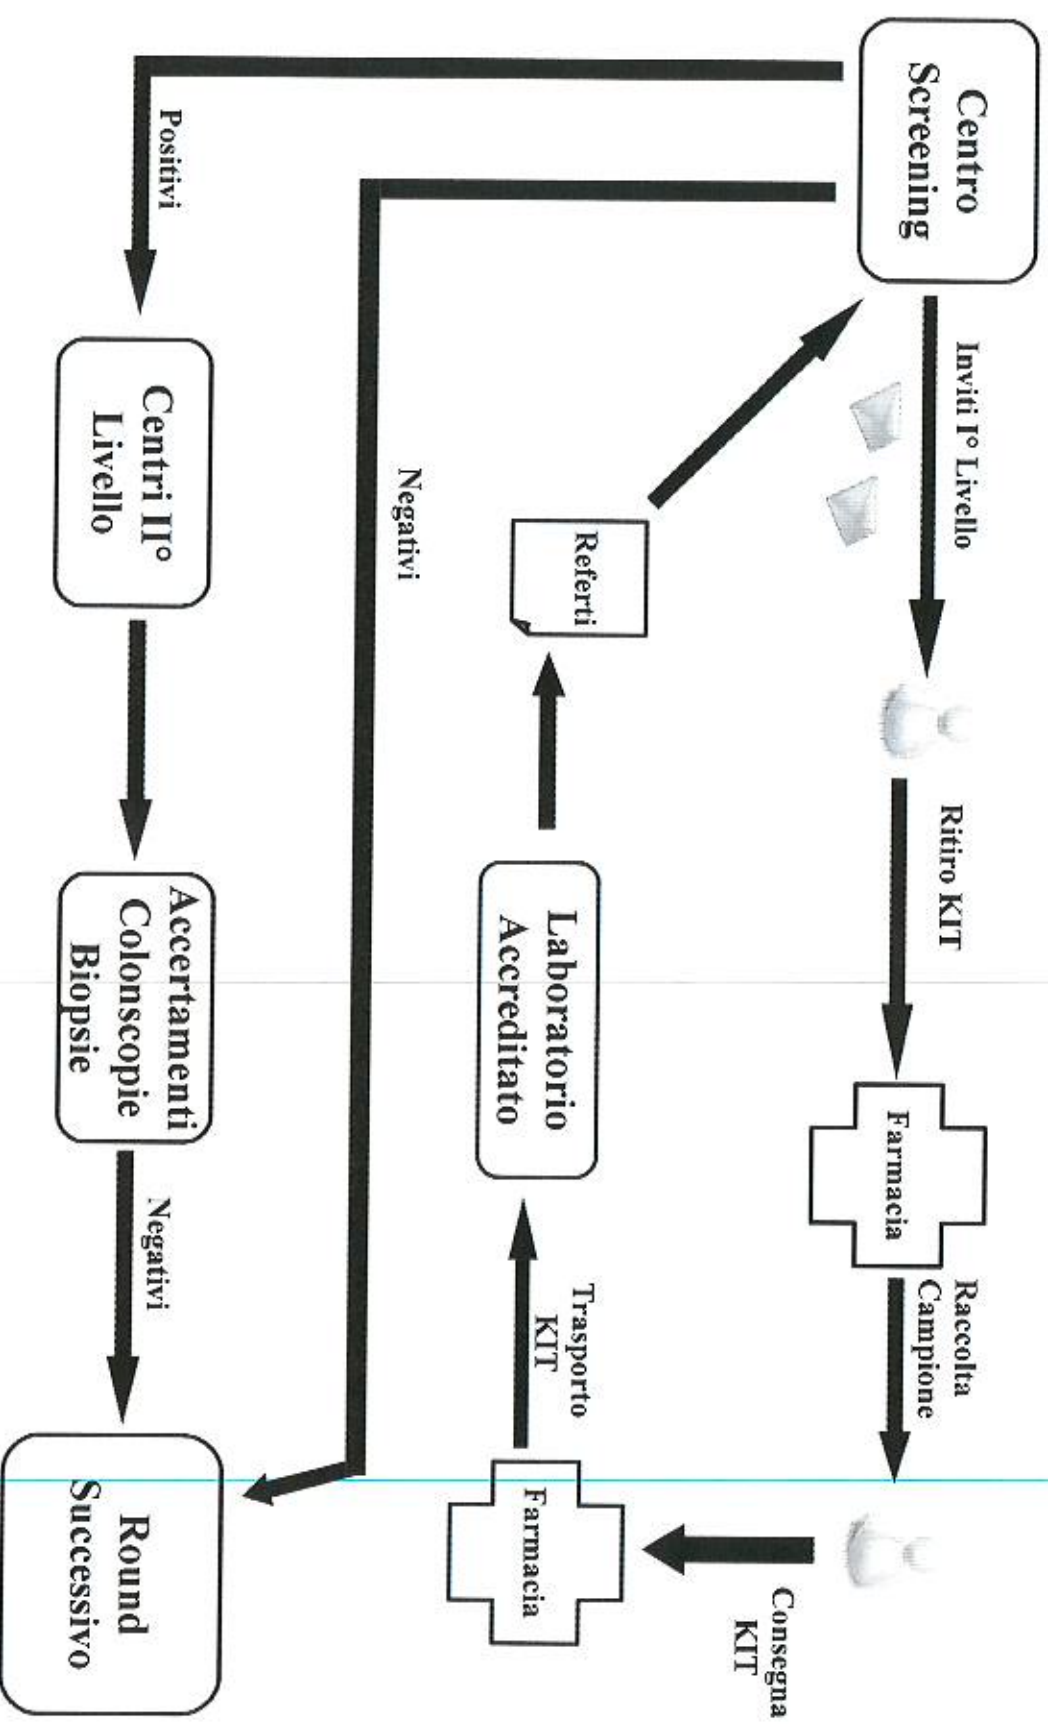 Centro
Screening
Inviti I° Livello
Ritiro KIT
Farmacia
Raccolta
Campione
Consegna
KIT
Farmacia
Trasporto
KIT
Laboratorio
Accreditato
Referti
Negativi
Positivi
Centri II°
Livello
Accertamenti
Colonscopie
Biopsie
Negativi
Round
Successivo